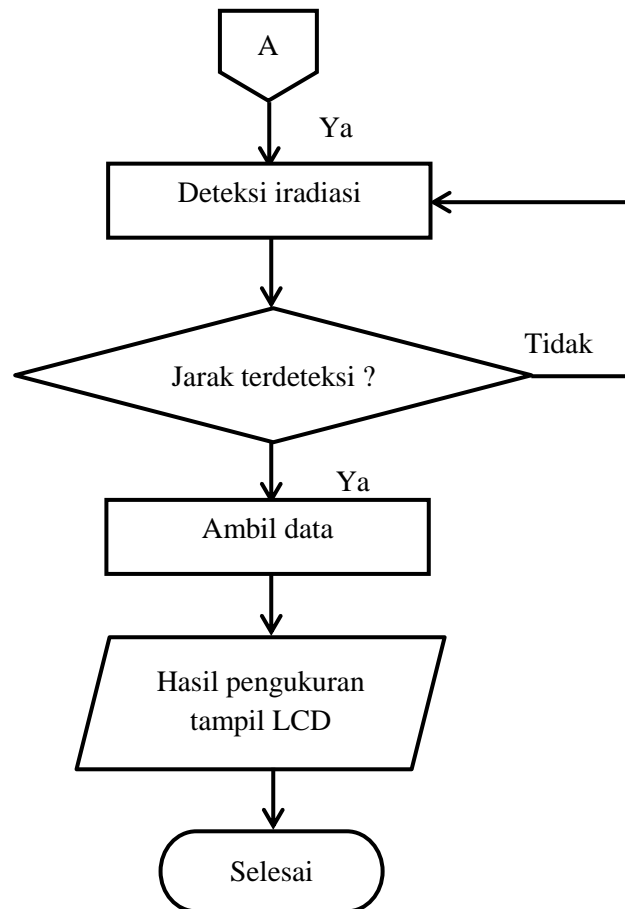 A
Ya
Deteksi iradiasi
Tidak
Jarak terdeteksi ?
Ya
Ambil data
Hasil pengukuran
tampil LCD
Selesai